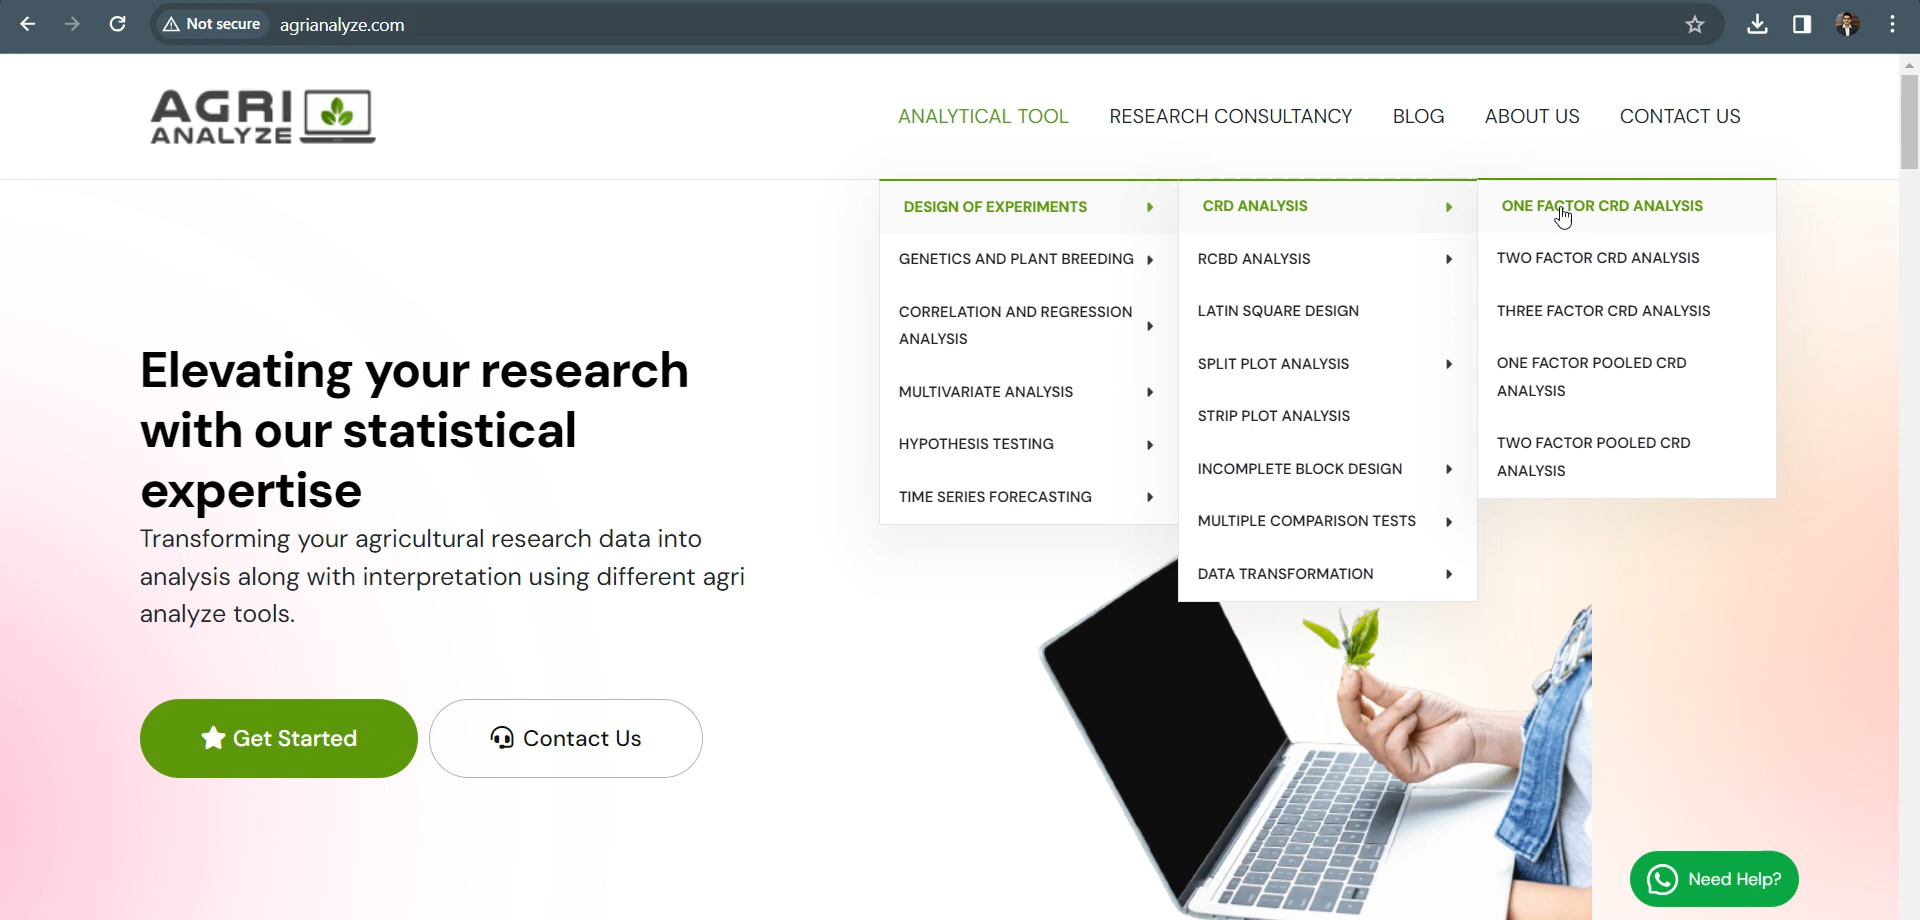 Not secure agrianalyze.com
AGRI
ANALYZE
ANALYTICAL TOOL RESEARCH CONSULTANCY BLOG ABOUT US CONTACT US
DESIGN OF EXPERIMENTS
GENETICS AND PLANT BREEDING
CORRELATION AND REGRESSION
ANALYSIS
MULTIVARIATE ANALYSIS
HYPOTHESIS TESTING
TIME SERIES FORECASTING
CRD ANALYSIS
RCBD ANALYSIS
LATIN SQUARE DESIGN
SPLIT PLOT ANALYSIS
STRIP PLOT ANALYSIS
INCOMPLETE BLOCK DESIGN
MULTIPLE COMPARISON TESTS
DATA TRANSFORMATION
ONE FACTOR CRD ANALYSIS
TWO FACTOR CRD ANALYSIS
THREE FACTOR CRD ANALYSIS
ONE FACTOR POOLED CRD
ANALYSIS
TWO FACTOR POOLED CRD
ANALYSIS
Elevating your research
with our statistical
expertise
Transforming your agricultural research data into
analysis along with interpretation using different agri
analyze tools.
Get Started Contact Us
Need Help?